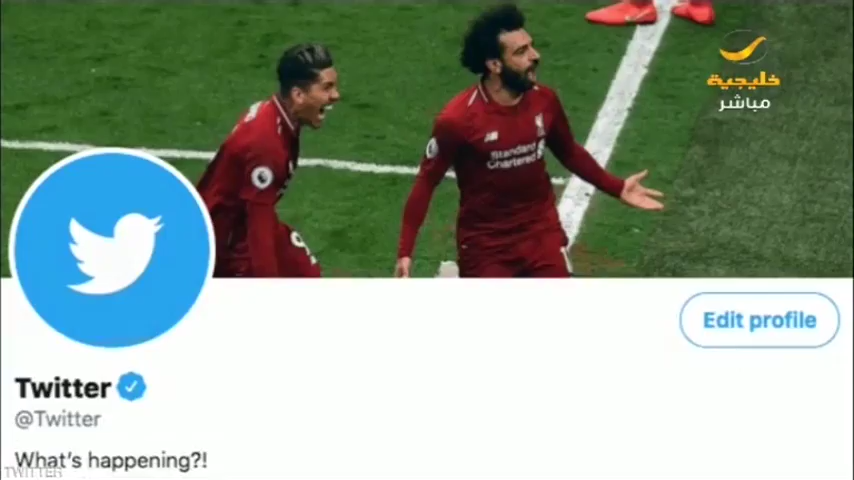 خليجية
مباشر
Standard
Chartered
Edit profile
Twitter
@Twitter
What's happening?!
TWITTER